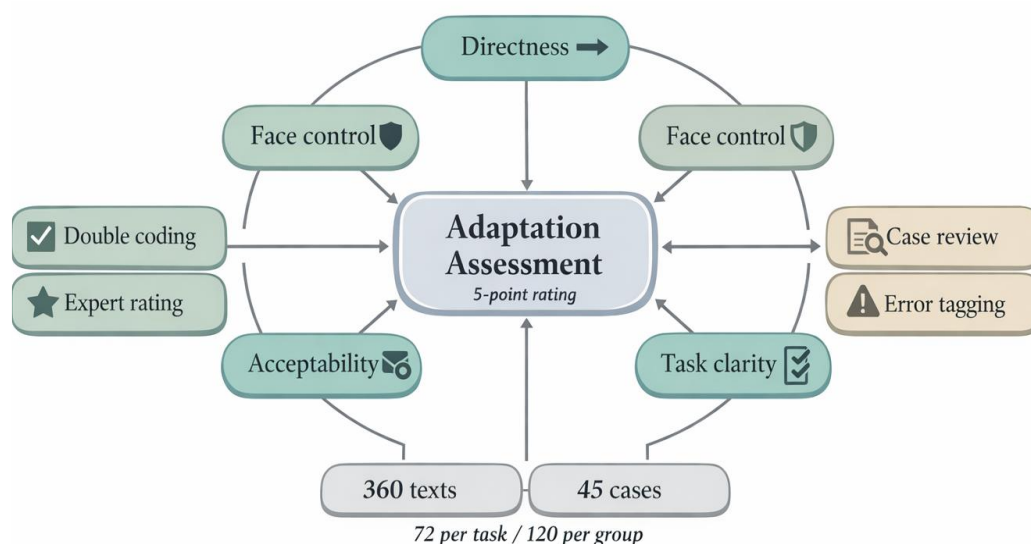 Directness
Face control
Face control
Double coding
Expert rating
Adaptation
Assessment
5-point rating
Case review
Error tagging
Acceptability
Task clarity
360 texts
45 cases
72 per task / 120 per group